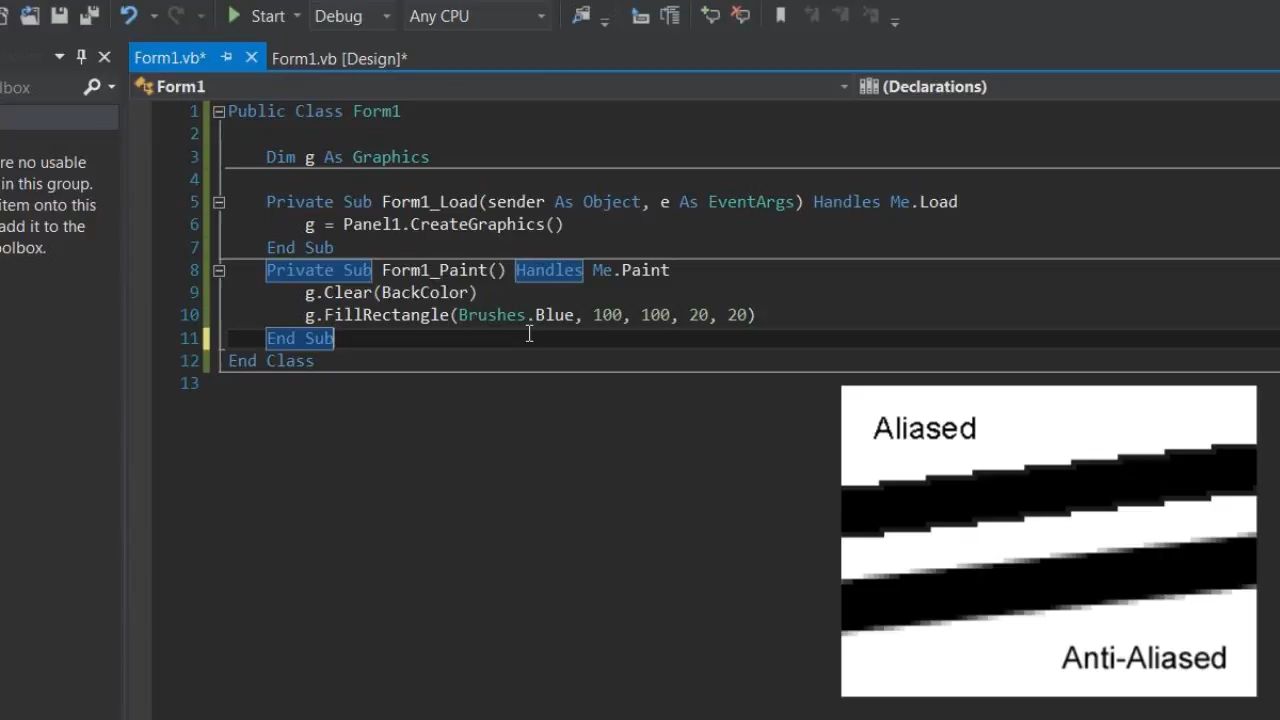 Start Debug Any CPU
Form1.vb* Form1.vb [Design]*
Form1 (Declarations)
re no usable
in this group.
item onto this
add it to the
1 Public Class Form1
2
3 Dim g As Graphics
4
5 Private Sub Form1_Load(sender As Object, e As EventArgs) Handles Me.Load
6 g = Panel1.CreateGraphics()
7 End Sub
8 Private Sub Form1_Paint() Handles Me.Paint
9 g.Clear(BackColor)
10 g.FillRectangle(Brushes.Blue, 100, 100, 20, 20)
11 End Sub
12 End Class
13
Aliased
Anti-Aliased